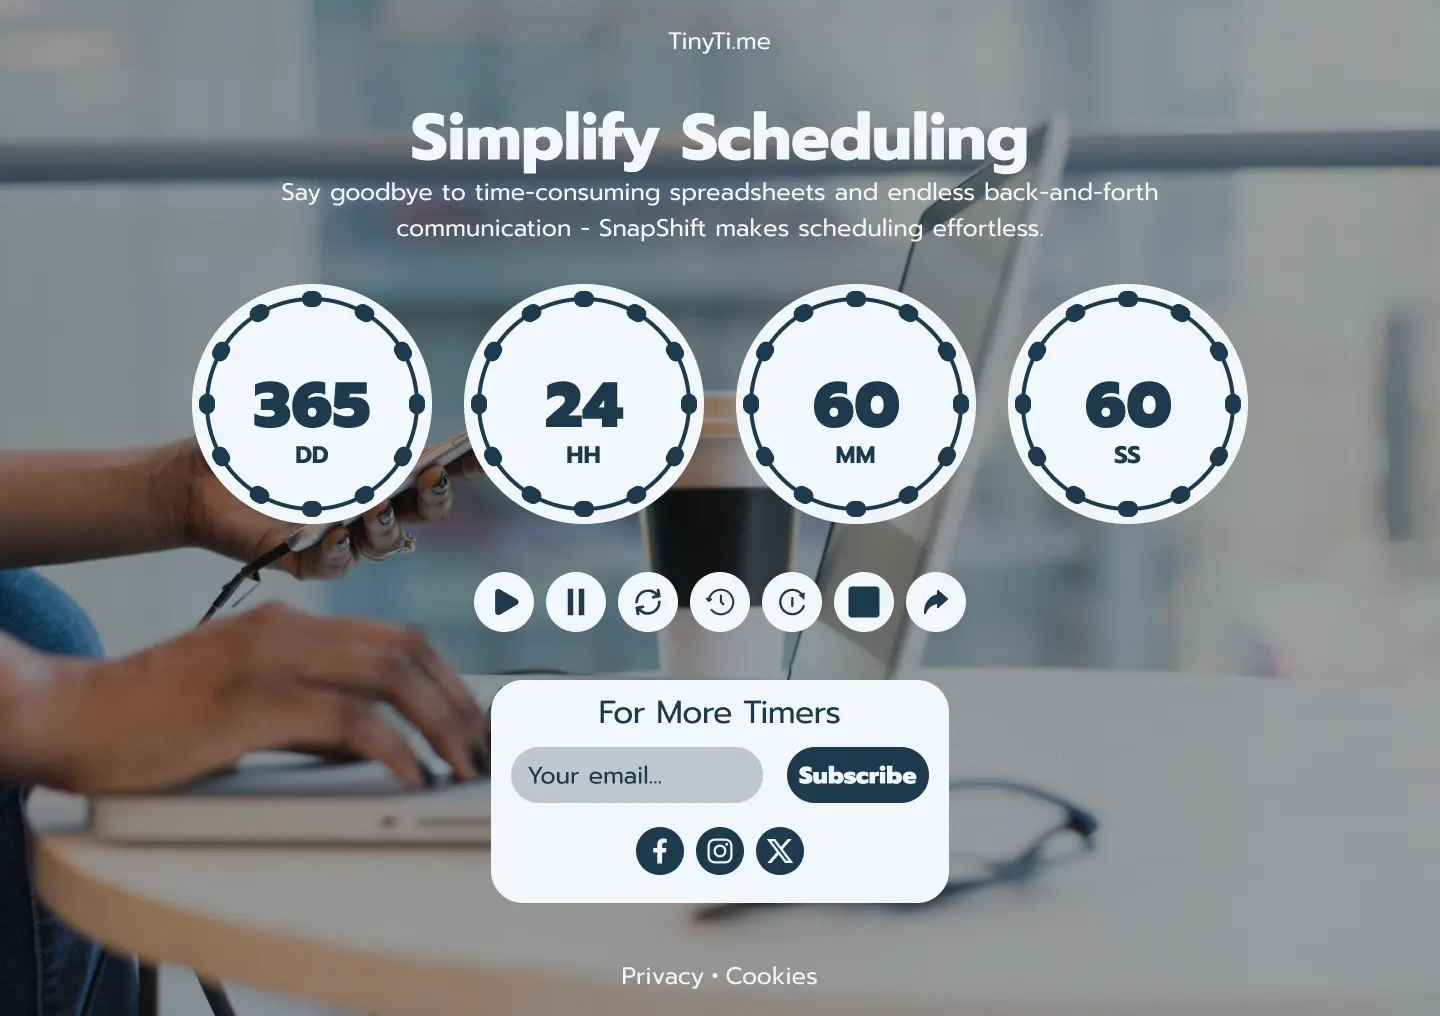 TinyTi.me
Simplify Scheduling
Say goodbye to time-consuming spreadsheets and endless back-and-forth
communication - SnapShift makes scheduling effortless.
365
DD
24
HH
60
MM
60
SS
For More Timers
Your email...
Subscribe
Privacy • Cookies